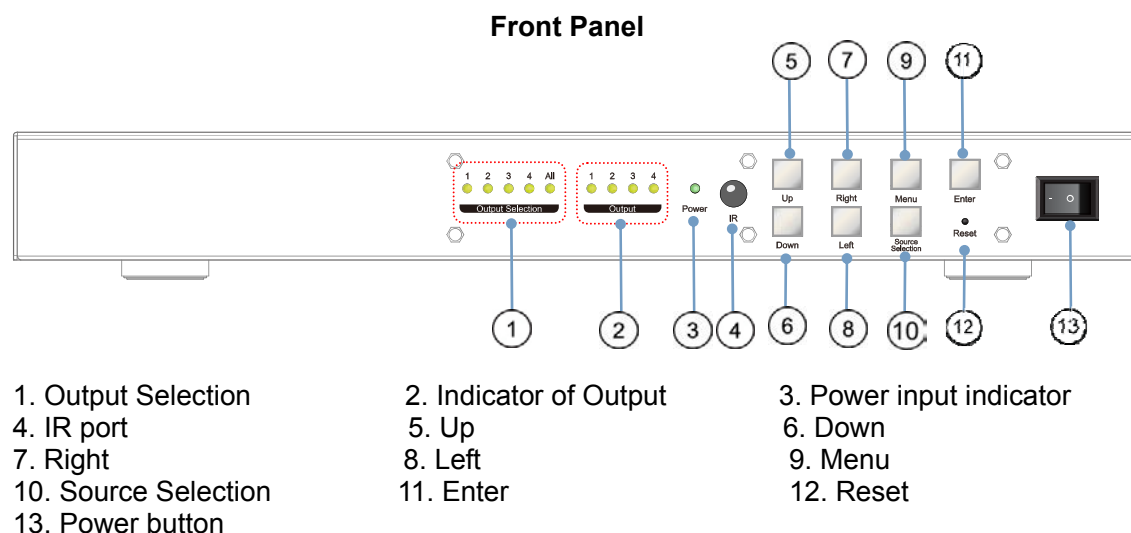 Front Panel
5 7 9 11
1 2 3 4 All
Output Selection
1 2 3 4
Output
Power
IR
Up Right Menu Enter
Down Left Source Selection Reset
- O
1 2 3 4 6 8 10 12 13
1. Output Selection 2. Indicator of Output 3. Power input indicator
4. IR port 5. Up 6. Down
7. Right 8. Left 9. Menu
10. Source Selection 11. Enter 12. Reset
13. Power button